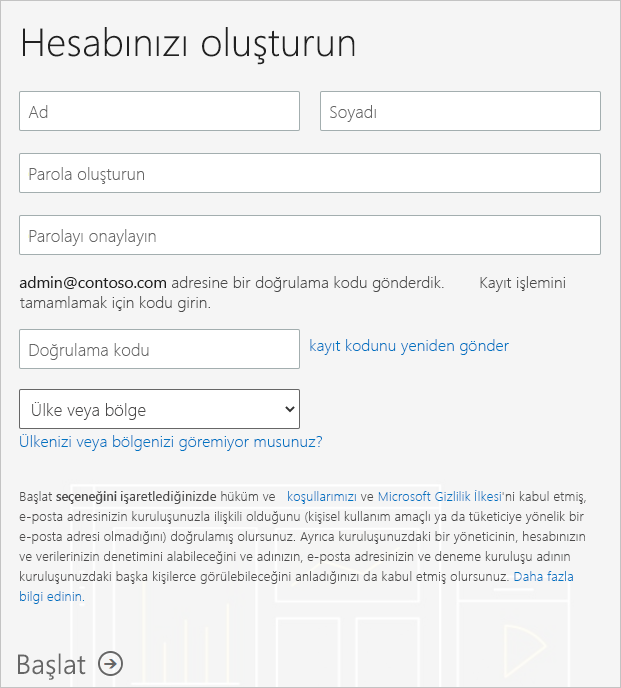 Hesabınızı oluşturun
Ad Soyadı
Parola oluşturun
Parolayı onaylayın
admin@contoso.com adresine bir doğrulama kodu gönderdik. Kayıt işlemini
tamamlamak için kodu girin.
Doğrulama kodu kayıt kodunu yeniden gönder
Ülke veya bölge
Ülkenizi veya bölgenizi göremiyor musunuz?
Başlat seçeneğini işaretlediğinizde hüküm ve koşullarımızı ve Microsoft Gizlilik İlkesi'ni kabul etmiş,
e-posta adresinizin kuruluşunuzla ilişkili olduğunu (kişisel kullanım amaçlı ya da tüketiciye yönelik bir
e-posta adresi olmadığını) doğrulamış olursunuz. Ayrıca kuruluşunuzdaki bir yöneticinin, hesabınızın
ve verilerinizin denetimini alabileceğini ve adınızın, e-posta adresinizin ve deneme kuruluşu adının
kuruluşunuzdaki başka kişilerce görülebileceğini anladığınızı da kabul etmiş olursunuz. Daha fazla
bilgi edinin.
Başlat